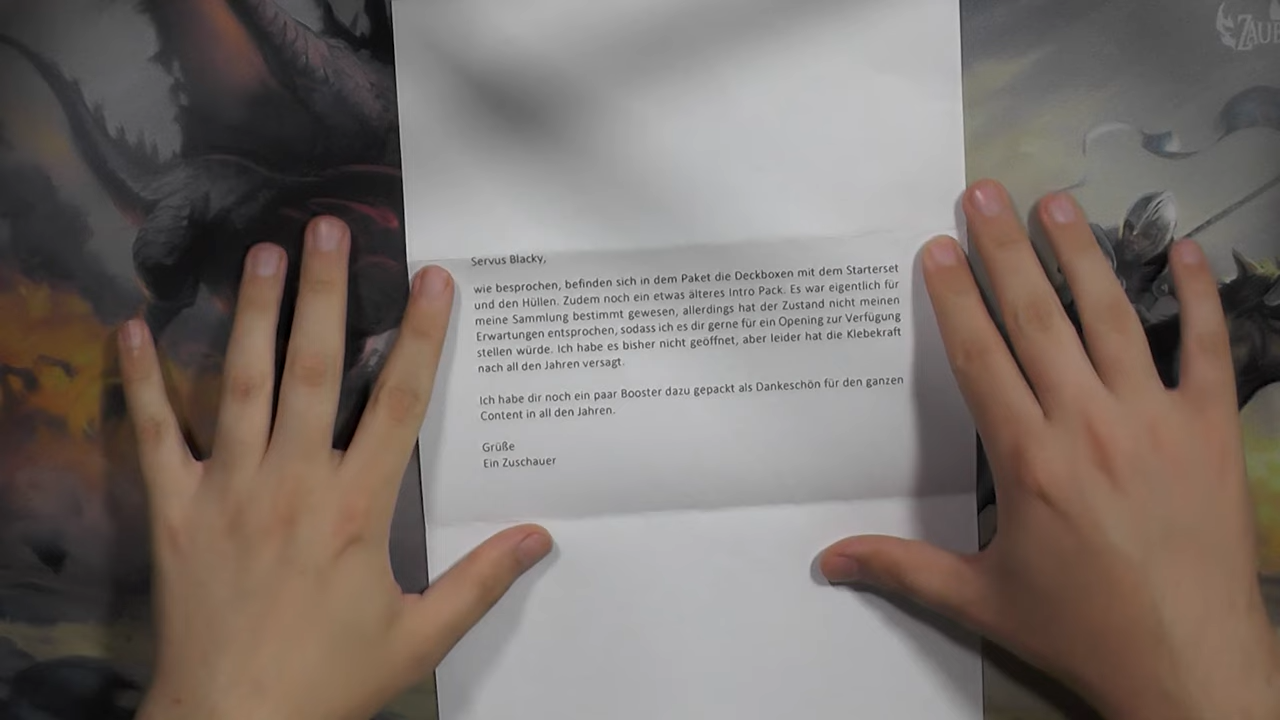 Servus Blacky,
wie besprochen, befinden sich in dem Paket die Deckboxen mit dem Starterset
und den Hüllen. Zudem noch ein etwas älteres Intro Pack. Es war eigentlich für
meine Sammlung bestimmt gewesen, allerdings hat der Zustand nicht meinen
Erwartungen entsprochen, sodass ich es dir gerne für ein Opening zur Verfügung
stellen würde. Ich habe es bisher nicht geöffnet, aber leider hat die Klebekraft
nach all den Jahren versagt.
Ich habe dir noch ein paar Booster dazu gepackt als Dankeschön für den ganzen
Content in all den Jahren.
Grüße
Ein Zuschauer